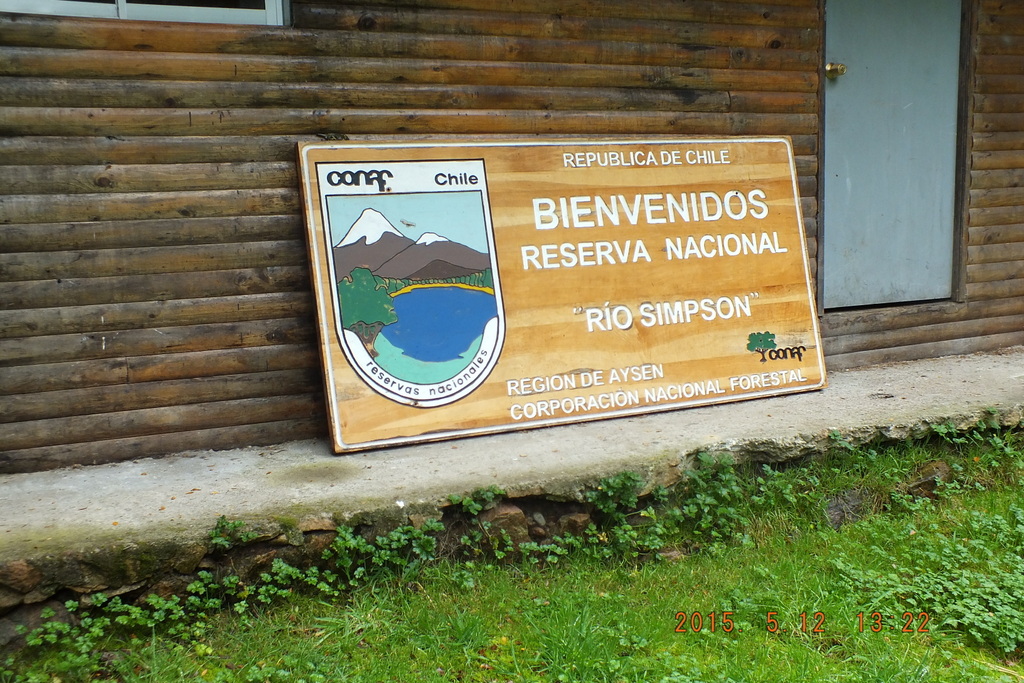 conaf Chile
reservas nacionales
REPUBLICA DE CHILE
BIENVENIDOS
RESERVA NACIONAL
"RÍO SIMPSON"
conaf
REGION DE AYSEN
CORPORACIÓN NACIONAL FORESTAL
2015 5.12 13:22